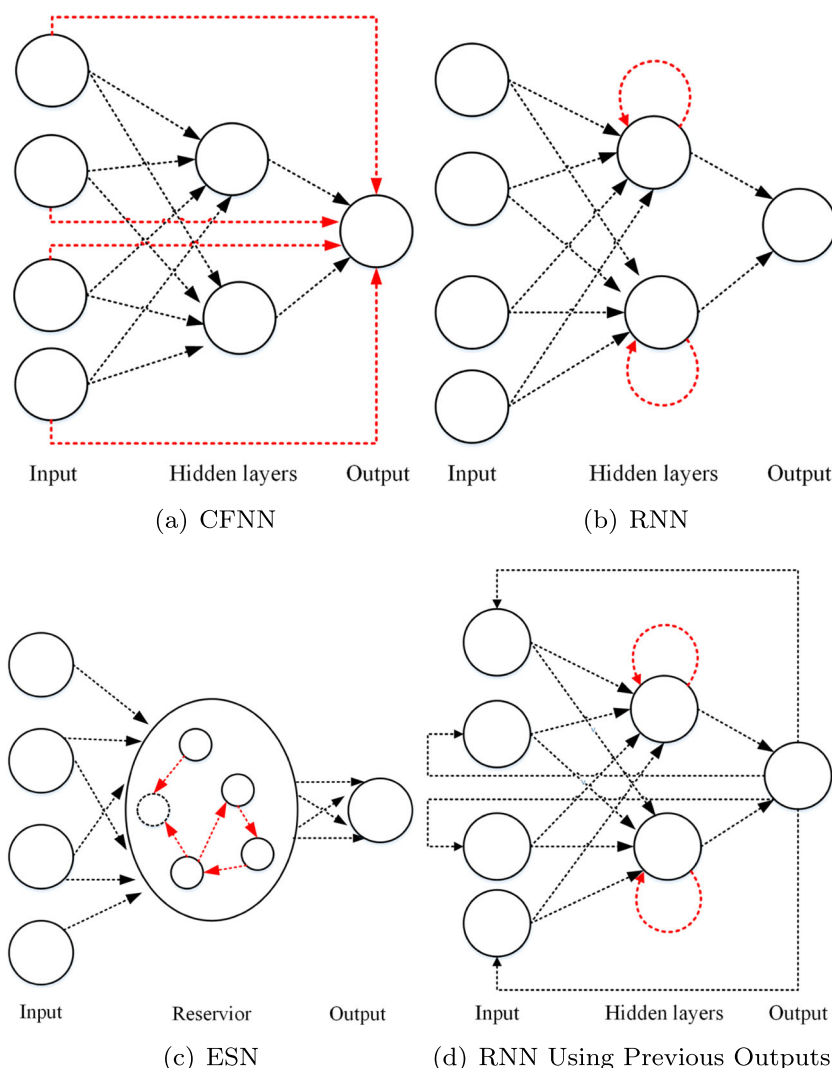 Input Hidden layers Output
(a) CFNN
Input Hidden layers Output
(b) RNN
Input Reservior Output
(c) ESN
Input Hidden layers Output
(d) RNN Using Previous Outputs